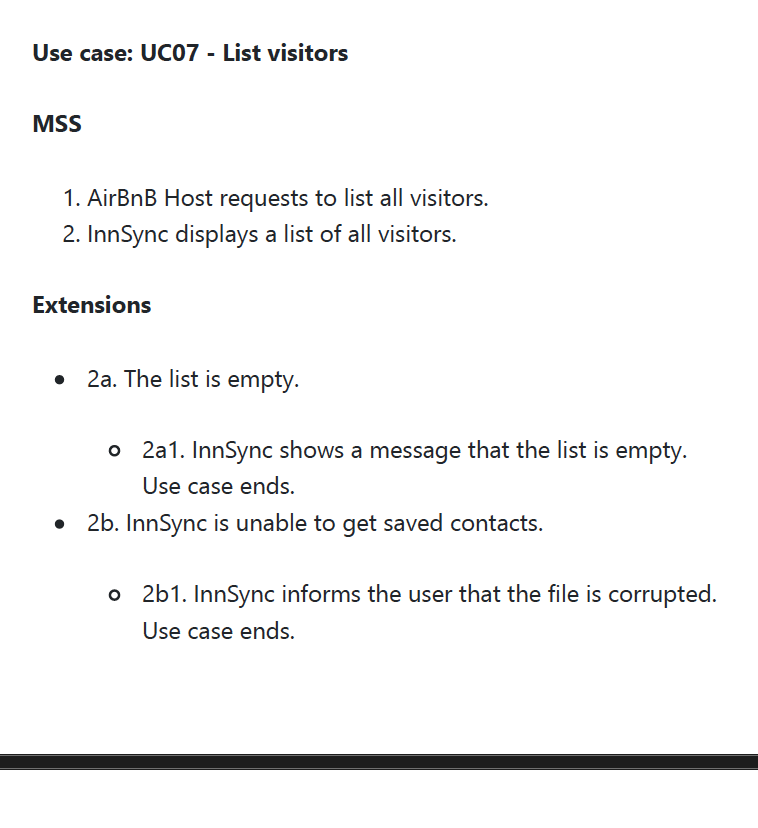 Use case: UC07 - List visitors
MSS
1. AirBnB Host requests to list all visitors.
2. InnSync displays a list of all visitors.
Extensions
• 2a. The list is empty.
◦ 2a1. InnSync shows a message that the list is empty.
Use case ends.
• 2b. InnSync is unable to get saved contacts.
◦ 2b1. InnSync informs the user that the file is corrupted.
Use case ends.